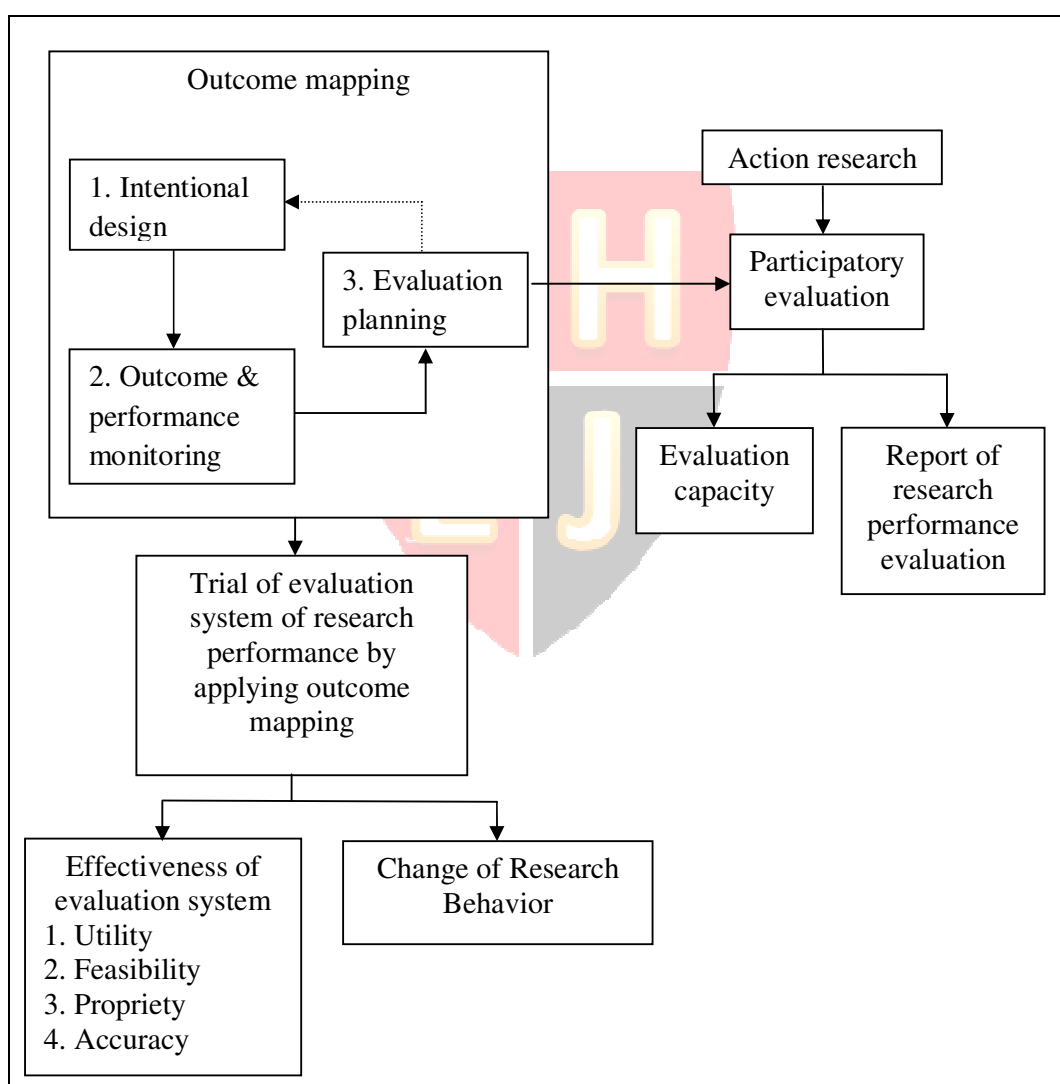 Outcome mapping
1. Intentional
design
2. Outcome &
performance
monitoring
3. Evaluation
planning
Action research
Participatory
evaluation
Evaluation
capacity
Report of
research
performance
evaluation
H
J
Trial of evaluation
system of research
performance by
applying outcome
mapping
Effectiveness of
evaluation system
1. Utility
2. Feasibility
3. Propriety
4. Accuracy
Change of Research
Behavior